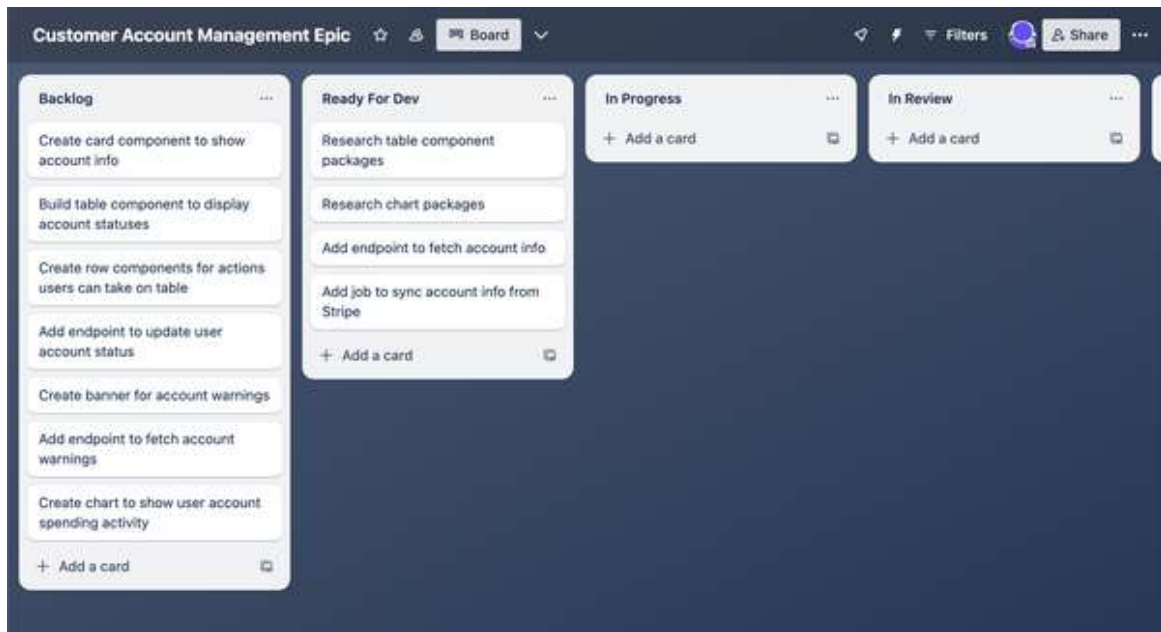 Customer Account Management Epic
Board
Filters
Share
Backlog
Create card component to show
account info
Build table component to display
account statuses
Create row components for actions
users can take on table
Add endpoint to update user
account status
Create banner for account warnings
Add endpoint to fetch account
warnings
Create chart to show user account
spending activity
+ Add a card
Ready For Dev
Research table component
packages
Research chart packages
Add endpoint to fetch account info
Add job to sync account info from
Stripe
+ Add a card
In Progress
+ Add a card
In Review
+ Add a card